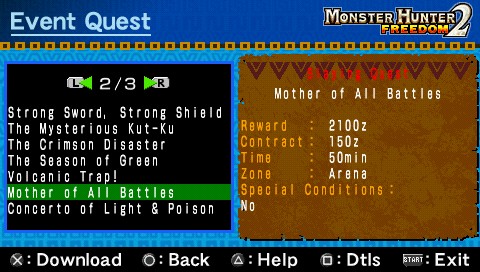 Event Quest
MONSTER HUNTER
FREEDOM 2
L 2/3 R
Strong Sword, Strong Shield
The Mysterious Kut-Ku
The Crimson Disaster
The Season of Green
Volcanic Trap!
Mother of All Battles
Concerto of Light & Poison
Quest
Mother of All Battles
Reward : 2100z
Contract : 150z
Time : 50min
Zone : Arena
Special Conditions :
No
Download Back Help Dtls START: Exit